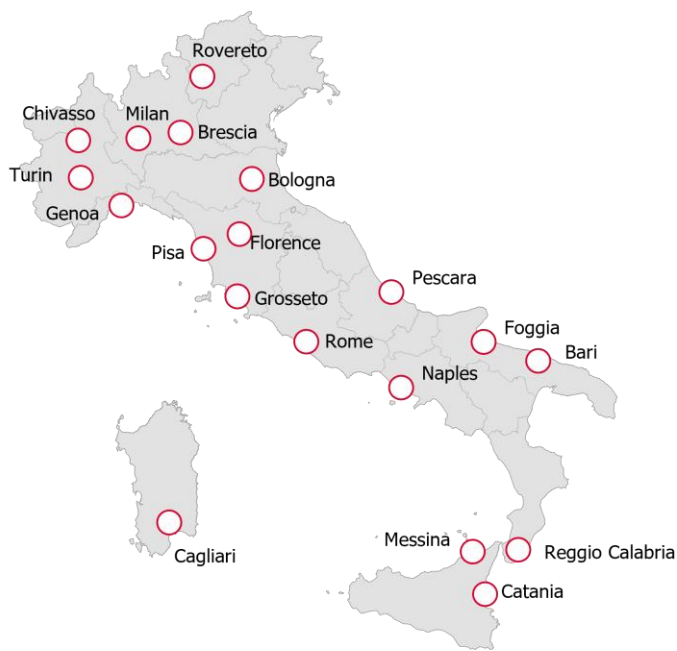 Rovereto
Chivasso
Milan
Brescia
Turin
Bologna
Genoa
Florence
Pisa
Pescara
Grosseto
Foggia
Rome
Bari
Naples
Messina
Reggio Calabria
Cagliari
Catania